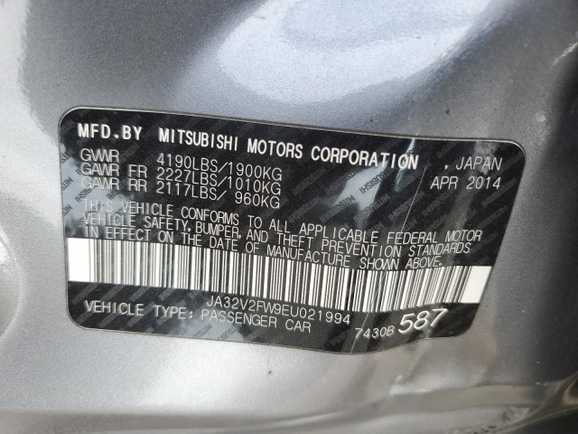 MFD.BY MITSUBISHI MOTORS CORPORATION , JAPAN
GVWR 4190LBS/1900KG APR 2014
GAWR FR 2227LBS/1010KG
GAWR RR 2117LBS/ 960KG
THIS VEHICLE CONFORMS TO ALL APPLICABLE FEDERAL MOTOR
VEHICLE SAFETY,BUMPER,AND THEFT PREVENTION STANDARDS
IN EFFECT ON THE DATE OF MANUFACTURE SHOWN ABOVE.
JA32V2FW9EU021994
VEHICLE TYPE: PASSENGER CAR
7430B 587